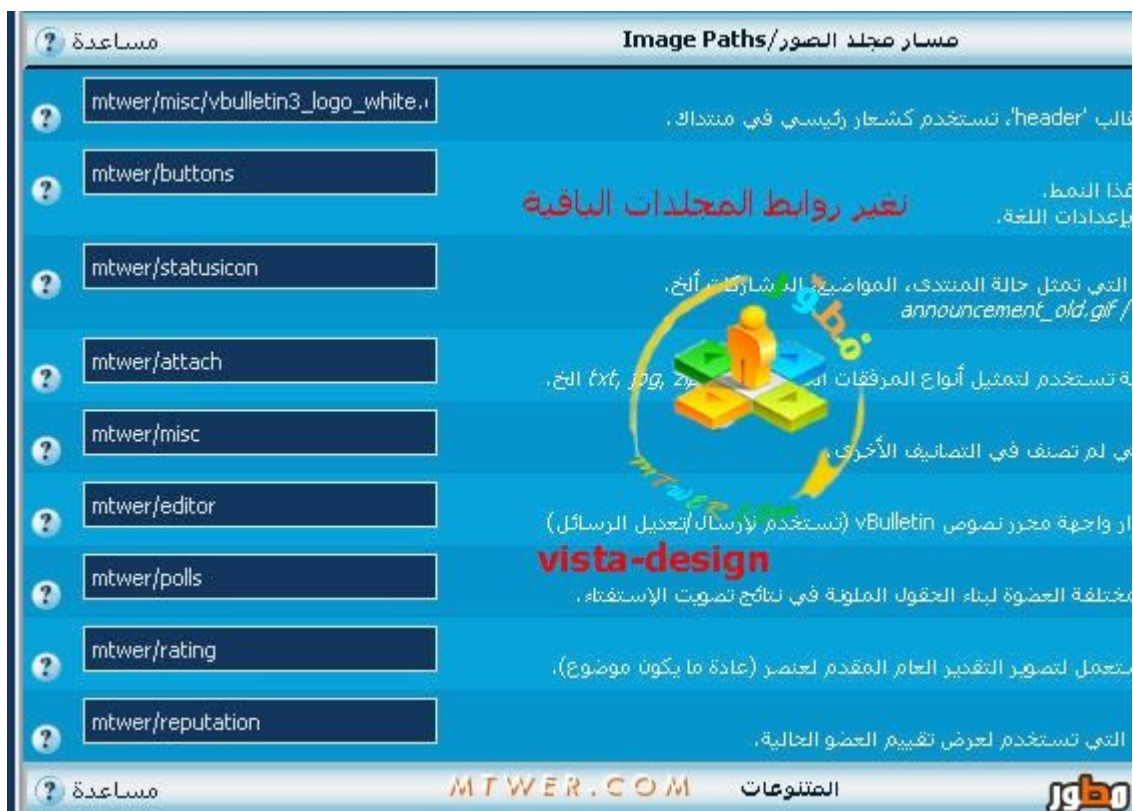 مسار مجلد الصور/Image Paths
مساعدة
قالب 'header'، تستخدم كشعار رئيسي في منتداك.
mtwer/misc/vbulletin3_logo_white.
هذا النمط.
بإعدادات اللغة.
mtwer/buttons
نغير روابط المجلدات الباقية
التي تمثل حالة المنتدى، المواضيع، المشاركات ألخ.
announcement_old.gif /
mtwer/statusicon
مطور
تستخدم لتمثيل أنواع المرفقات txt, jpg, الخ.
mtwer/attach
لم تصنف في التصانيف الأخرى.
mtwer/misc
mtwer.com
واجهة محرر نصوص vBulletin (تستخدم لإرسال/تعديل الرسائل)
mtwer/editor
vista-design
مختلفة العضوة لبناء الحقول الملونة في نتائج تصويت الإستفتاء.
mtwer/polls
لتصوير التقدير العام المقدم لعنصر (عادة ما يكون موضوع).
mtwer/rating
التي تستخدم لعرض تقييم العضو الحالية.
mtwer/reputation
مطور
المتنوعات
MTWER.COM
مساعدة